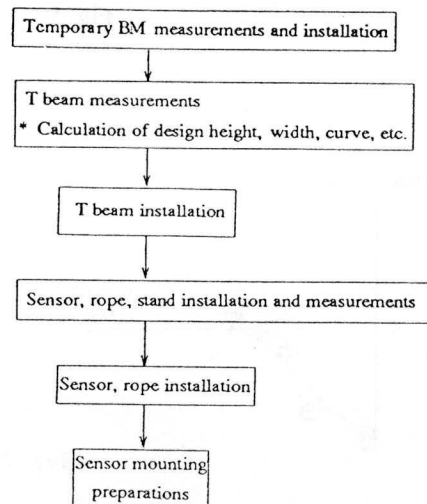 Temporary BM measurements and installation
T beam measurements
* Calculation of design height, width, curve, etc.
T beam installation
Sensor, rope, stand installation and measurements
Sensor, rope installation
Sensor mounting
preparations